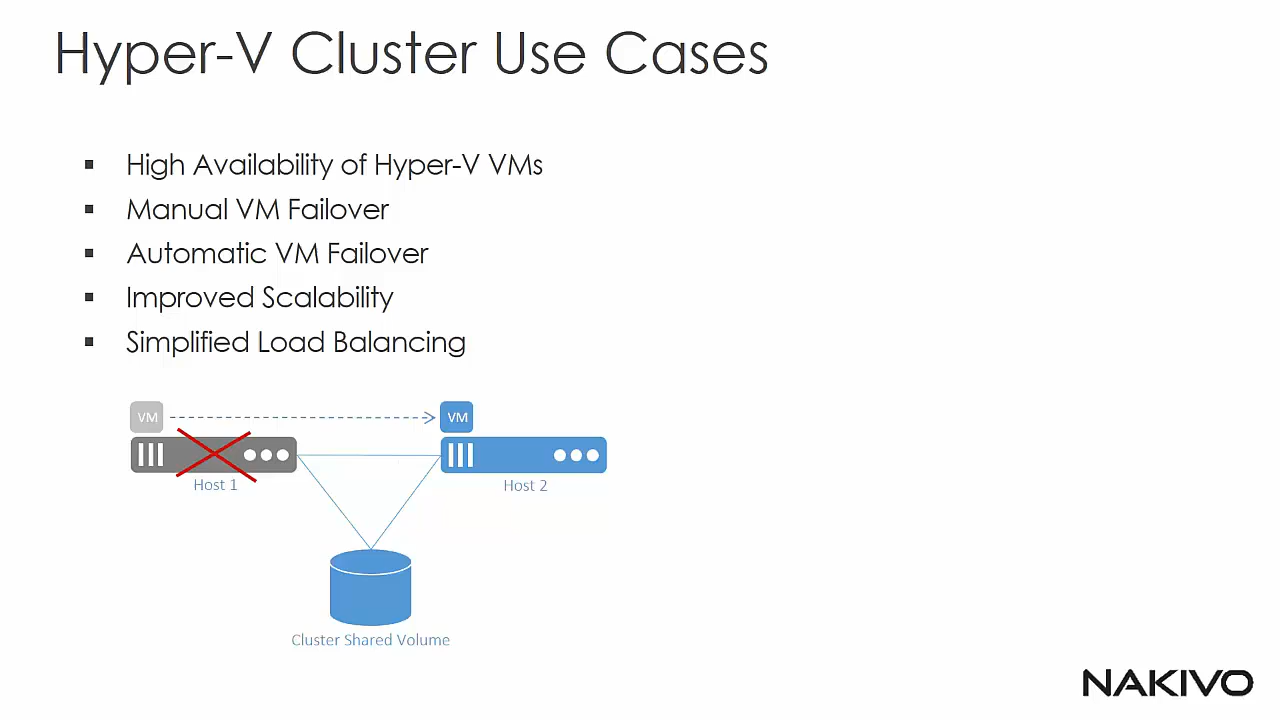 Hyper-V Cluster Use Cases
▪ High Availability of Hyper-V VMs
▪ Manual VM Failover
▪ Automatic VM Failover
▪ Improved Scalability
▪ Simplified Load Balancing
VM
VM
Host 1
Host 2
Cluster Shared Volume
NAKIVO